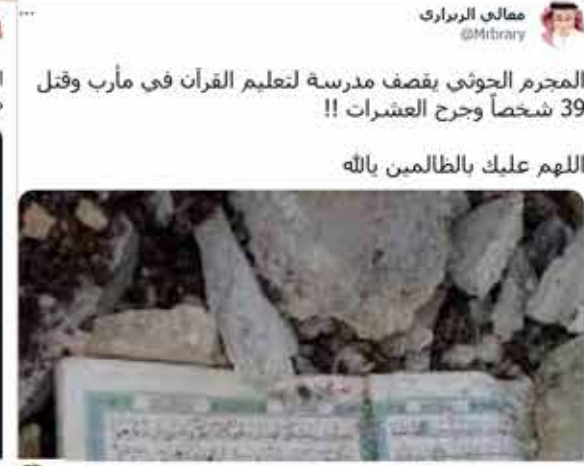 معالي الربراري
@Mrbrary
المجرم الحوثي يقصف مدرسة لتعليم القرآن في مأرب وقتل
39 شخصاً وجرح العشرات !!
اللهم عليك بالظالمين يالله